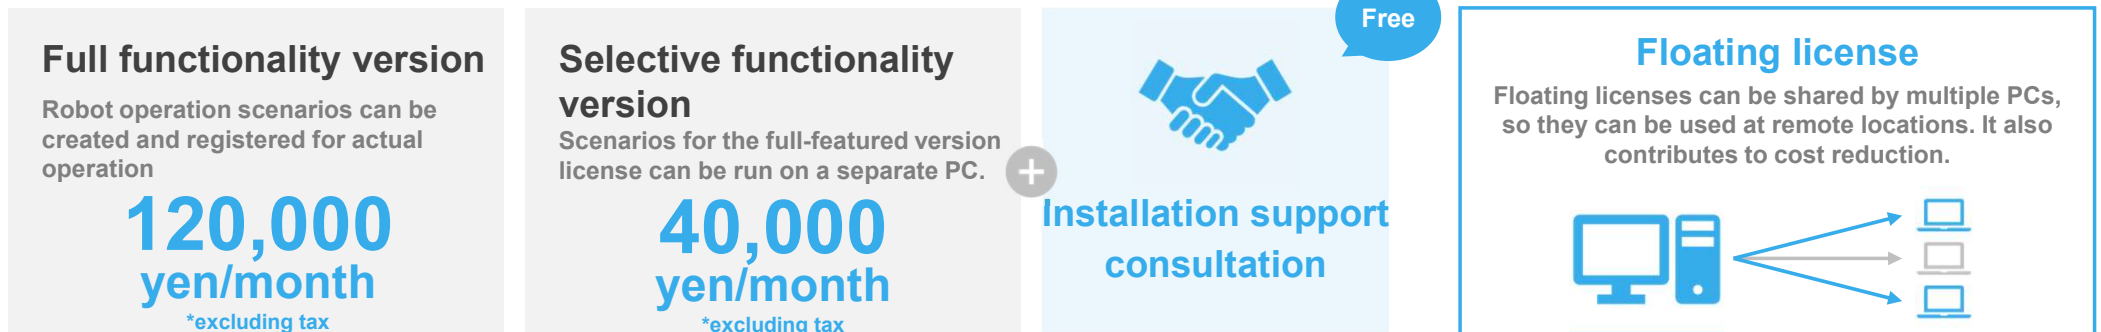 Full functionality version
Robot operation scenarios can be
created and registered for actual
operation
120,000
yen/month
*excluding tax
Selective functionality
version
Scenarios for the full-featured version
license can be run on a separate PC.
40,000
yen/month
*excluding tax
+
Free
Installation support
consultation
Floating license
Floating licenses can be shared by multiple PCs,
so they can be used at remote locations. It also
contributes to cost reduction.